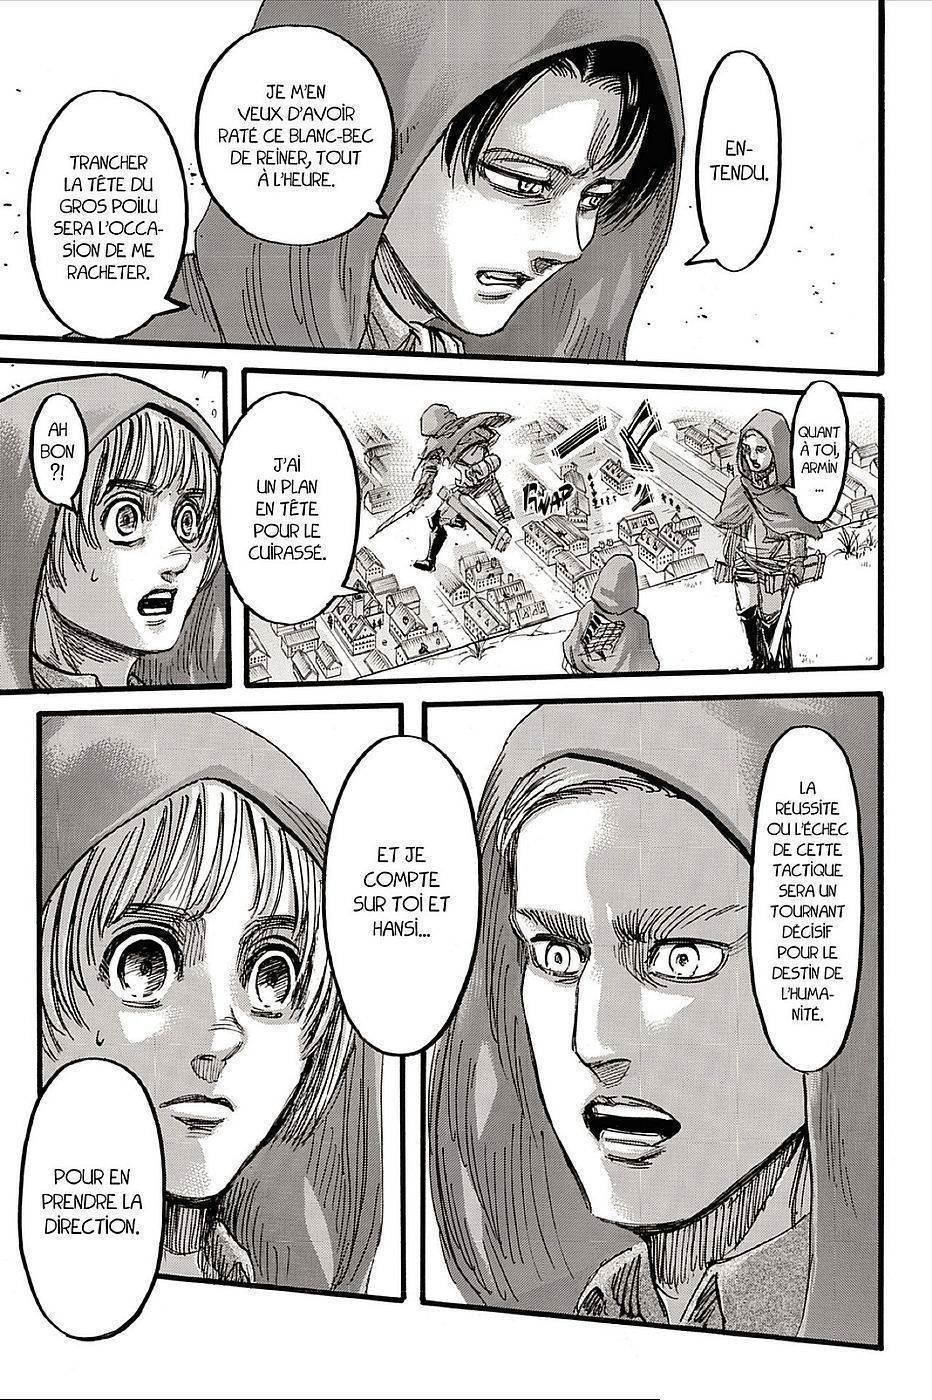 EN-
TENDU.
JE M'EN
VEUX D'AVOIR
RATÉ CE BLANC-BEC
DE REINER, TOUT
À L'HEURE.
TRANCHER
LA TÊTE DU
GROS POILU
SERA L'OCCA-
SION DE ME
RACHETER.
QUANT
À TOI,
ARMIN
...
FWAP
J'AI
UN PLAN
EN TÊTE
POUR LE
CUIRASSÉ.
AH
BON
?!
LA
RÉUSSITE
OU L'ÉCHEC
DE CETTE
TACTIQUE
SERA UN
TOURNANT
DÉCISIF
POUR LE
DESTIN DE
L'HUMA-
NITÉ.
ET JE
COMPTE
SUR TOI ET
HANSI...
POUR EN
PRENDRE LA
DIRECTION.